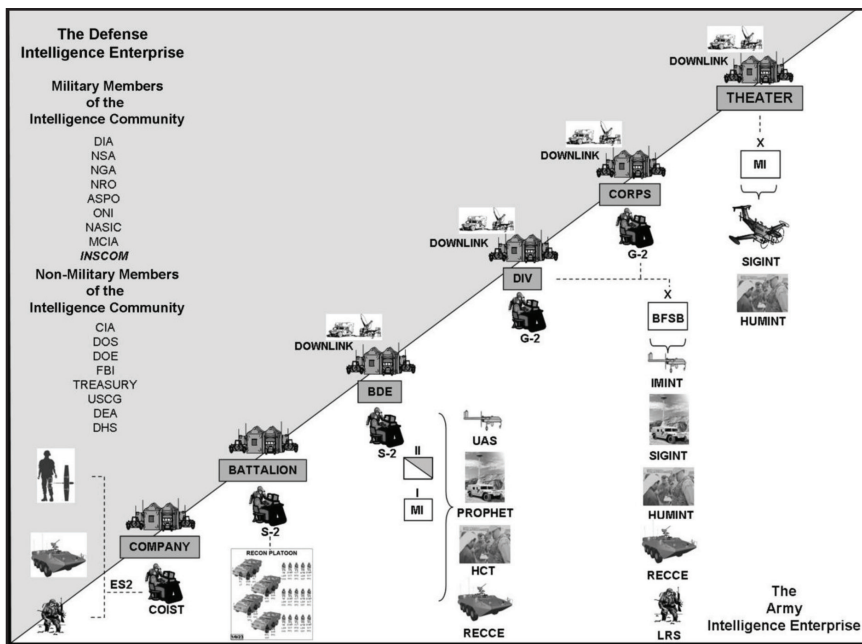 The Defense
Intelligence Enterprise
Military Members
of the
Intelligence Community
DIA
NSA
NGA
NRO
ASPO
ONI
NASIC
MCIA
INSCOM
Non-Military Members
of the
Intelligence Community
CIA
DOS
DOE
FBI
TREASURY
USCG
DEA
DHS
DOWNLINK
THEATER
X
MI
SIGINT
HUMINT
DOWNLINK
CORPS
G-2
DOWNLINK
DIV
G-2
X
BFSB
IMINT
SIGINT
HUMINT
RECCE
LRS
DOWNLINK
BDE
S-2
II
I
MI
UAS
PROPHET
HCT
RECCE
BATTALION
S-2
RECON PLATOON
COMPANY
ES2
COIST
The
Army
Intelligence Enterprise